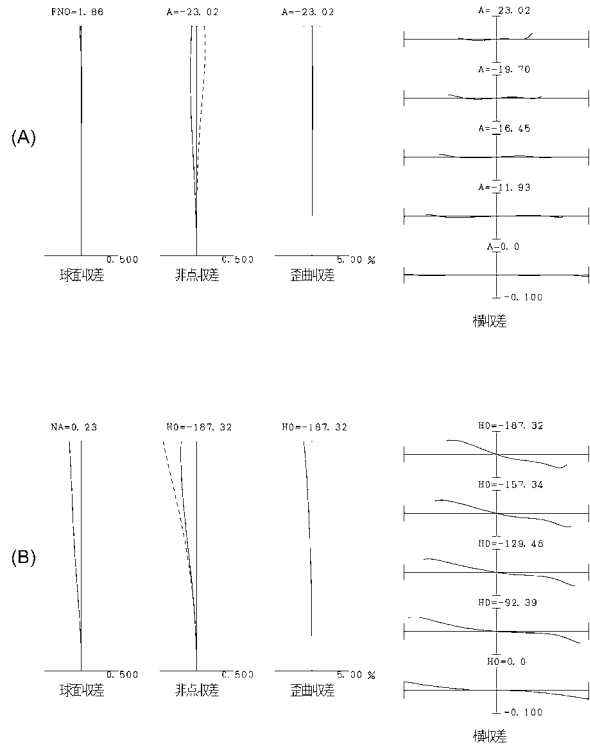 FNO=1.86 A=-23.02 A=-23.02 A=-23.02
A=-19.70
A=-16.45
(A)
A=-11.93
A=0.0
0.500 0.500 5.00 %
球面収差 非点収差 歪曲収差
-0.100
横収差
NA=0.23 H0=-187.32 H0=-187.32 H0=-187.32
H0=-157.34
H0=-129.48
(B)
H0=-92.39
H0=0.0
0.500 0.500 5.00 %
球面収差 非点収差 歪曲収差
-0.100
横収差